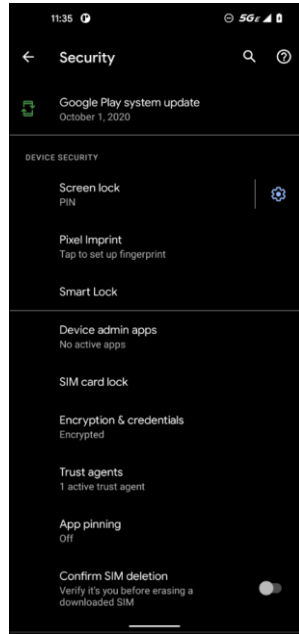 11:35 5GE
Security
Google Play system update
October 1, 2020
DEVICE SECURITY
Screen lock
PIN
Pixel Imprint
Tap to set up fingerprint
Smart Lock
Device admin apps
No active apps
SIM card lock
Encryption & credentials
Encrypted
Trust agents
1 active trust agent
App pinning
Off
Confirm SIM deletion
Verify it's you before erasing a
downloaded SIM